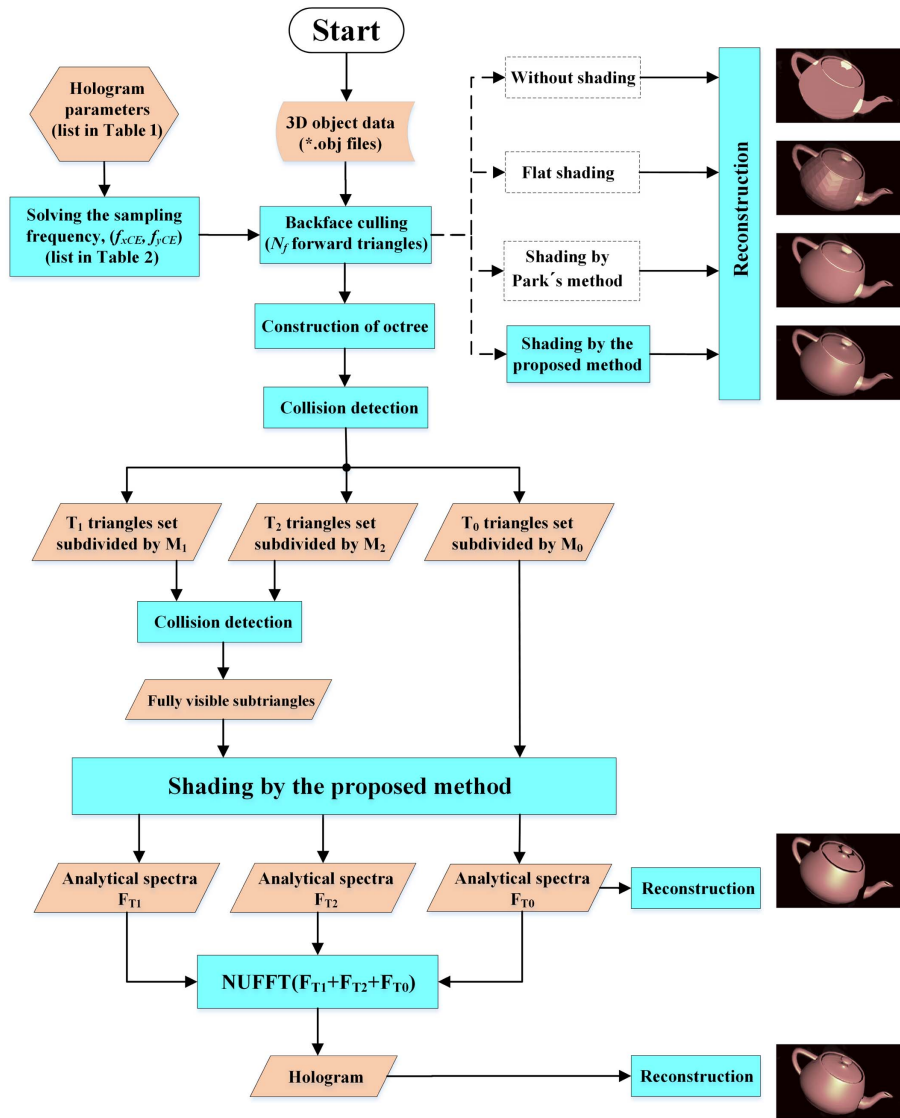 Start
Hologram
parameters
(list in Table 1)
3D object data
(*.obj files)
Solving the sampling
frequency, (fxCE, fyCE)
(list in Table 2)
Backface culling
(Nf forward triangles)
Without shading
Flat shading
Shading by
Park´s method
Shading by the
proposed method
Reconstruction
Construction of octree
Collision detection
T1 triangles set
subdivided by M1
T2 triangles set
subdivided by M2
T0 triangles set
subdivided by M0
Collision detection
Fully visible subtriangles
Shading by the proposed method
Analytical spectra
FT1
Analytical spectra
FT2
Analytical spectra
FT0
Reconstruction
NUFFT(FT1+FT2+FT0)
Hologram
Reconstruction